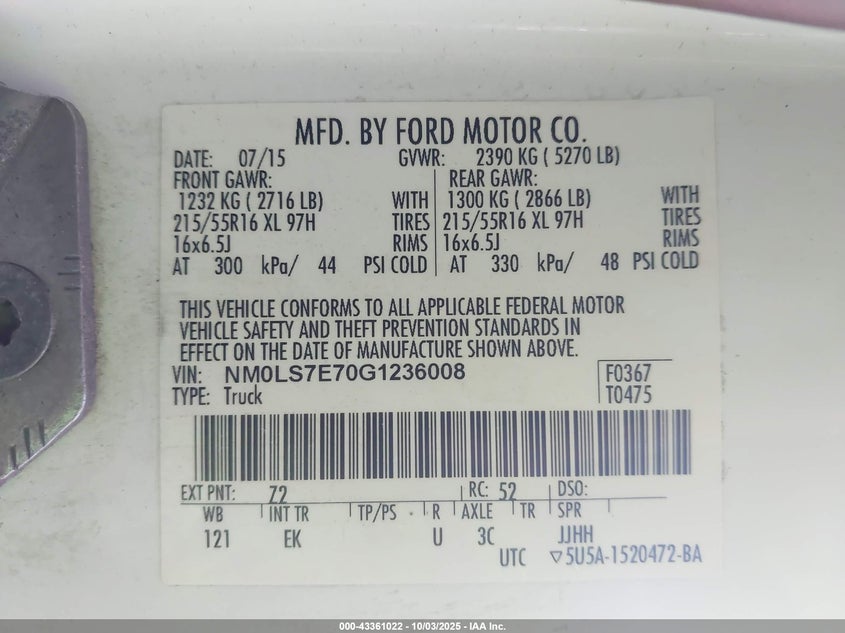 MFD. BY FORD MOTOR CO.
DATE: 07/15 GVWR: 2390 KG ( 5270 LB)
FRONT GAWR: REAR GAWR:
1232 KG ( 2716 LB) WITH 1300 KG ( 2866 LB) WITH
215/55R16 XL 97H TIRES 215/55R16 XL 97H TIRES
16x6.5J RIMS 16x6.5J RIMS
AT 300 kPa/ 44 PSI COLD AT 330 kPa/ 48 PSI COLD
THIS VEHICLE CONFORMS TO ALL APPLICABLE FEDERAL MOTOR
VEHICLE SAFETY AND THEFT PREVENTION STANDARDS IN
EFFECT ON THE DATE OF MANUFACTURE SHOWN ABOVE.
VIN: NM0LS7E70G1236008 F0367
TYPE: Truck T0475
EXT PNT: Z2 RC: 52 DSO:
WB INT TR TP/PS R AXLE TR SPR
121 EK U 3C JJHH
UTC ▽5U5A-1520472-BA
000-43361022 - 10/03/2025 - IAA Inc.